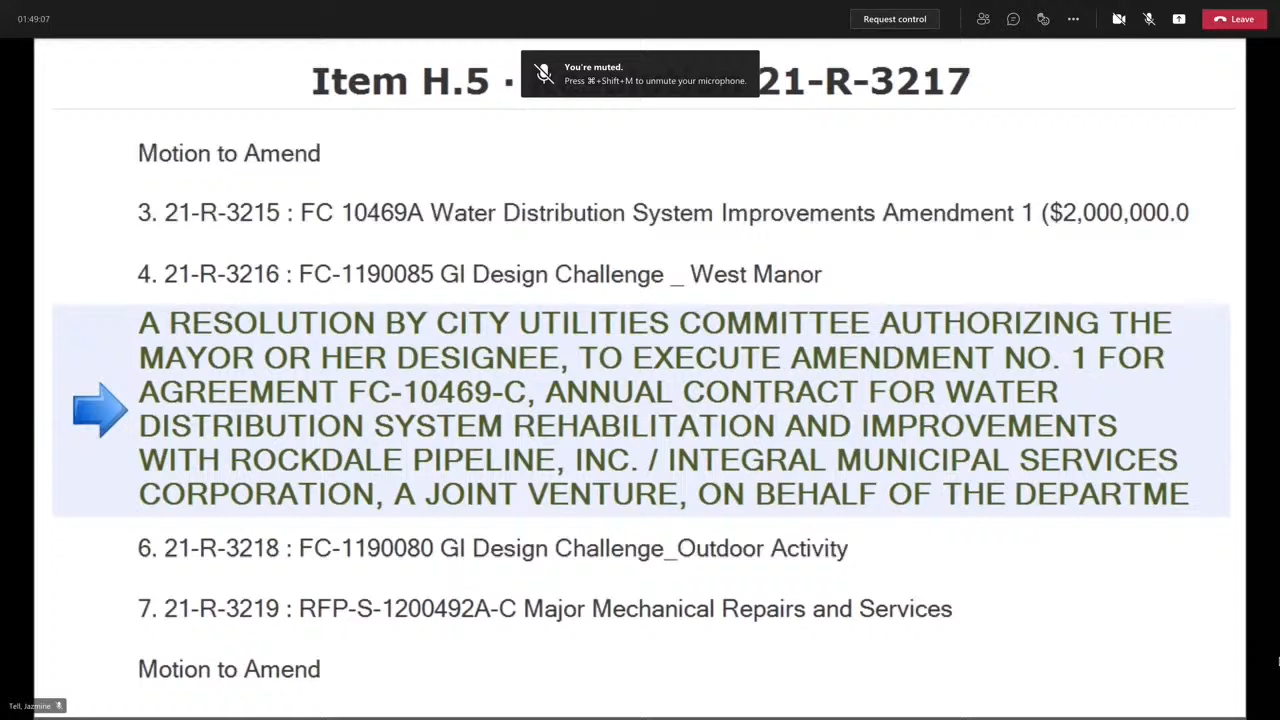 01:49:07
Request control
Leave
You're muted.
Press ⌘+Shift+M to unmute your microphone.
Item H.5 · 21-R-3217
Motion to Amend
3. 21-R-3215 : FC 10469A Water Distribution System Improvements Amendment 1 ($2,000,000.0
4. 21-R-3216 : FC-1190085 GI Design Challenge _ West Manor
A RESOLUTION BY CITY UTILITIES COMMITTEE AUTHORIZING THE
MAYOR OR HER DESIGNEE, TO EXECUTE AMENDMENT NO. 1 FOR
AGREEMENT FC-10469-C, ANNUAL CONTRACT FOR WATER
DISTRIBUTION SYSTEM REHABILITATION AND IMPROVEMENTS
WITH ROCKDALE PIPELINE, INC. / INTEGRAL MUNICIPAL SERVICES
CORPORATION, A JOINT VENTURE, ON BEHALF OF THE DEPARTME
6. 21-R-3218 : FC-1190080 GI Design Challenge_Outdoor Activity
7. 21-R-3219 : RFP-S-1200492A-C Major Mechanical Repairs and Services
Motion to Amend
Tell, Jazmine